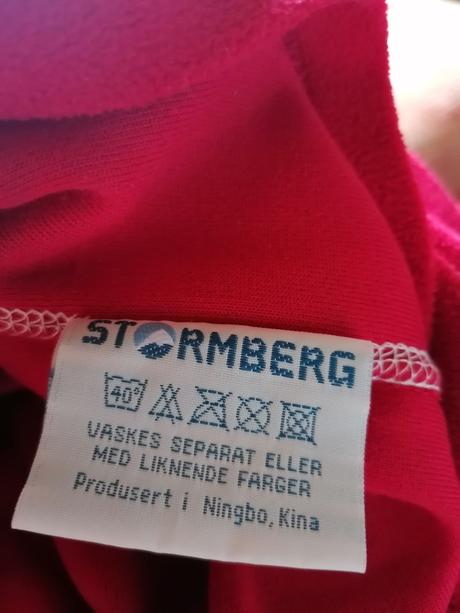 STORMBERG
40°
VASKES SEPARAT ELLER
MED LIKNENDE FARGER
Produsert i Ningbo, Kina